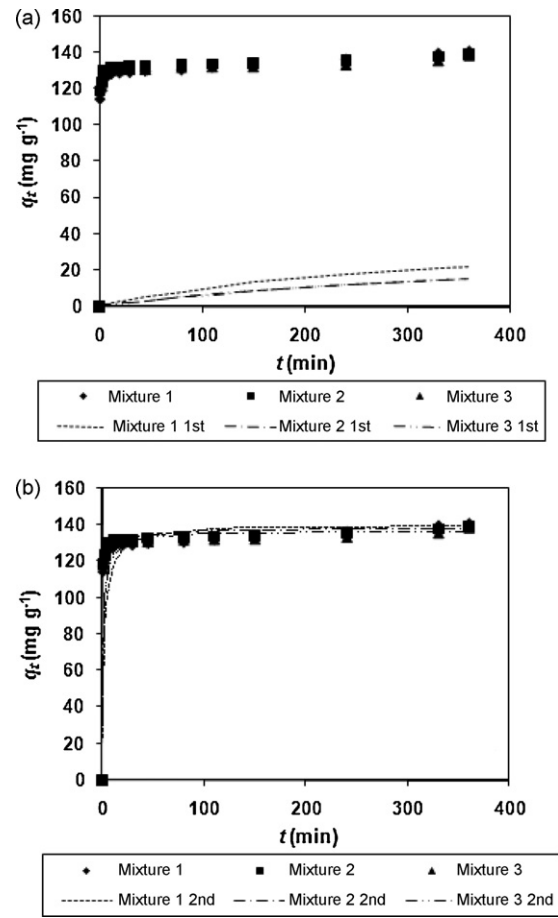 (a)
160
140
120
100
80
60
40
20
0
qt (mg g-1)
0 100 200 300 400
t (min)
Mixture 1 Mixture 2 Mixture 3
Mixture 1 1st Mixture 2 1st Mixture 3 1st
(b)
160
140
120
100
80
60
40
20
0
qt (mg g-1)
0 100 200 300 400
t (min)
Mixture 1 Mixture 2 Mixture 3
Mixture 1 2nd Mixture 2 2nd Mixture 3 2nd